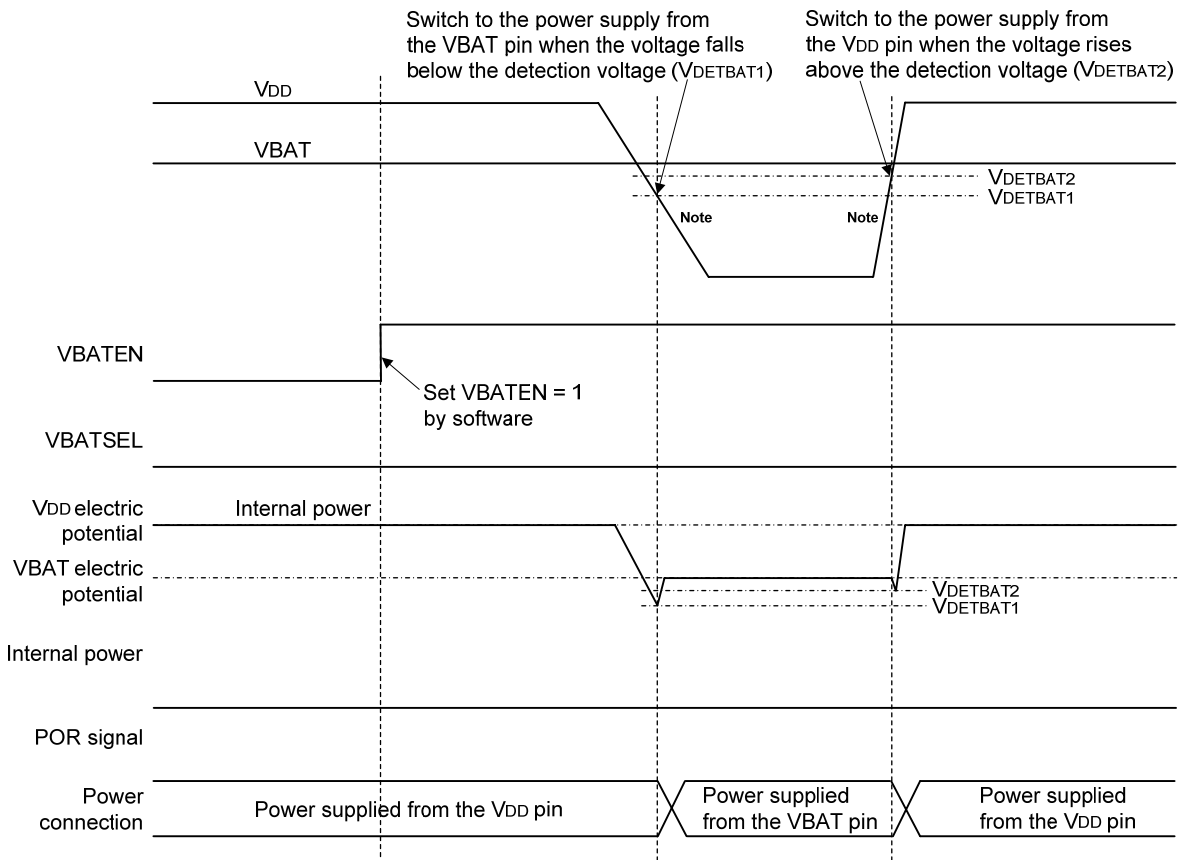 Switch to the power supply from
the VBAT pin when the voltage falls
below the detection voltage (VDETBAT1)
Switch to the power supply from
the VDD pin when the voltage rises
above the detection voltage (VDETBAT2)
VDD
VBAT
VDETBAT2
VDETBAT1
Note
Note
VBATEN
Set VBATEN = 1
by software
VBATSEL
VDD electric
potential
Internal power
VBAT electric
potential
VDETBAT2
VDETBAT1
Internal power
POR signal
Power
connection
Power supplied from the VDD pin
Power supplied
from the VBAT pin
Power supplied
from the VDD pin